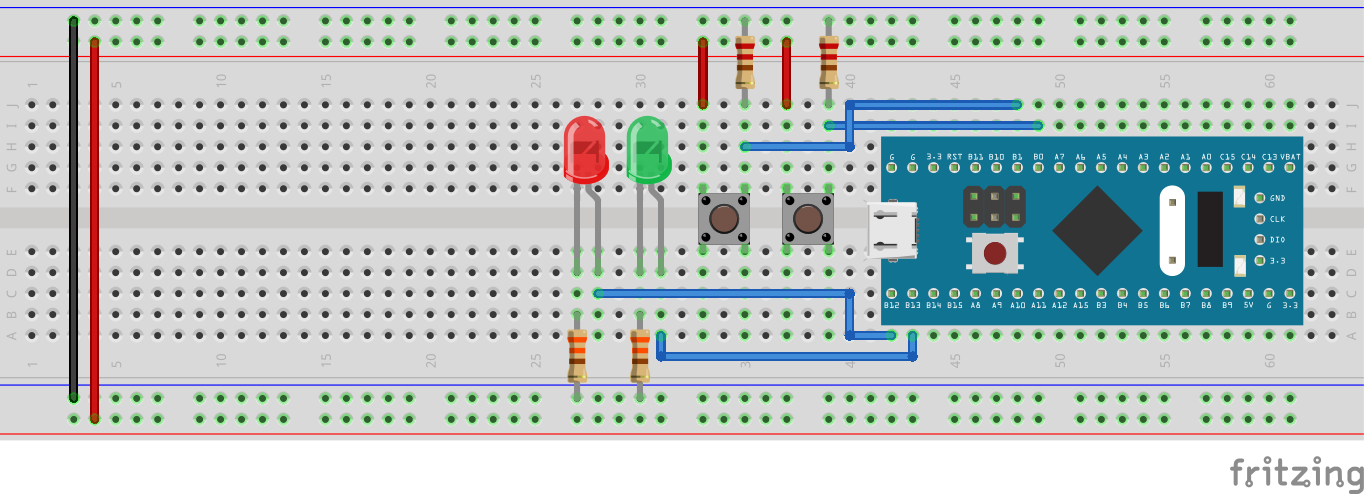 1 5 10 15 20 25 30 40 45 50 55 60
J J
I I
H H
G G
F F
G G 3.3 RST B11 B10 B1 B0 A7 A6 A5 A4 A3 A2 A1 A0 C15 C14 C13 VBAT
GND
CLK
DIO
3.3
E E
D D
C C
B B
A A
B12 B13 B14 B15 A8 A9 A10 A11 A12 A15 B3 B4 B5 B6 B7 B8 B9 5V G 3.3
1 5 10 15 20 25 3 40 45 50 55 60
fritzing